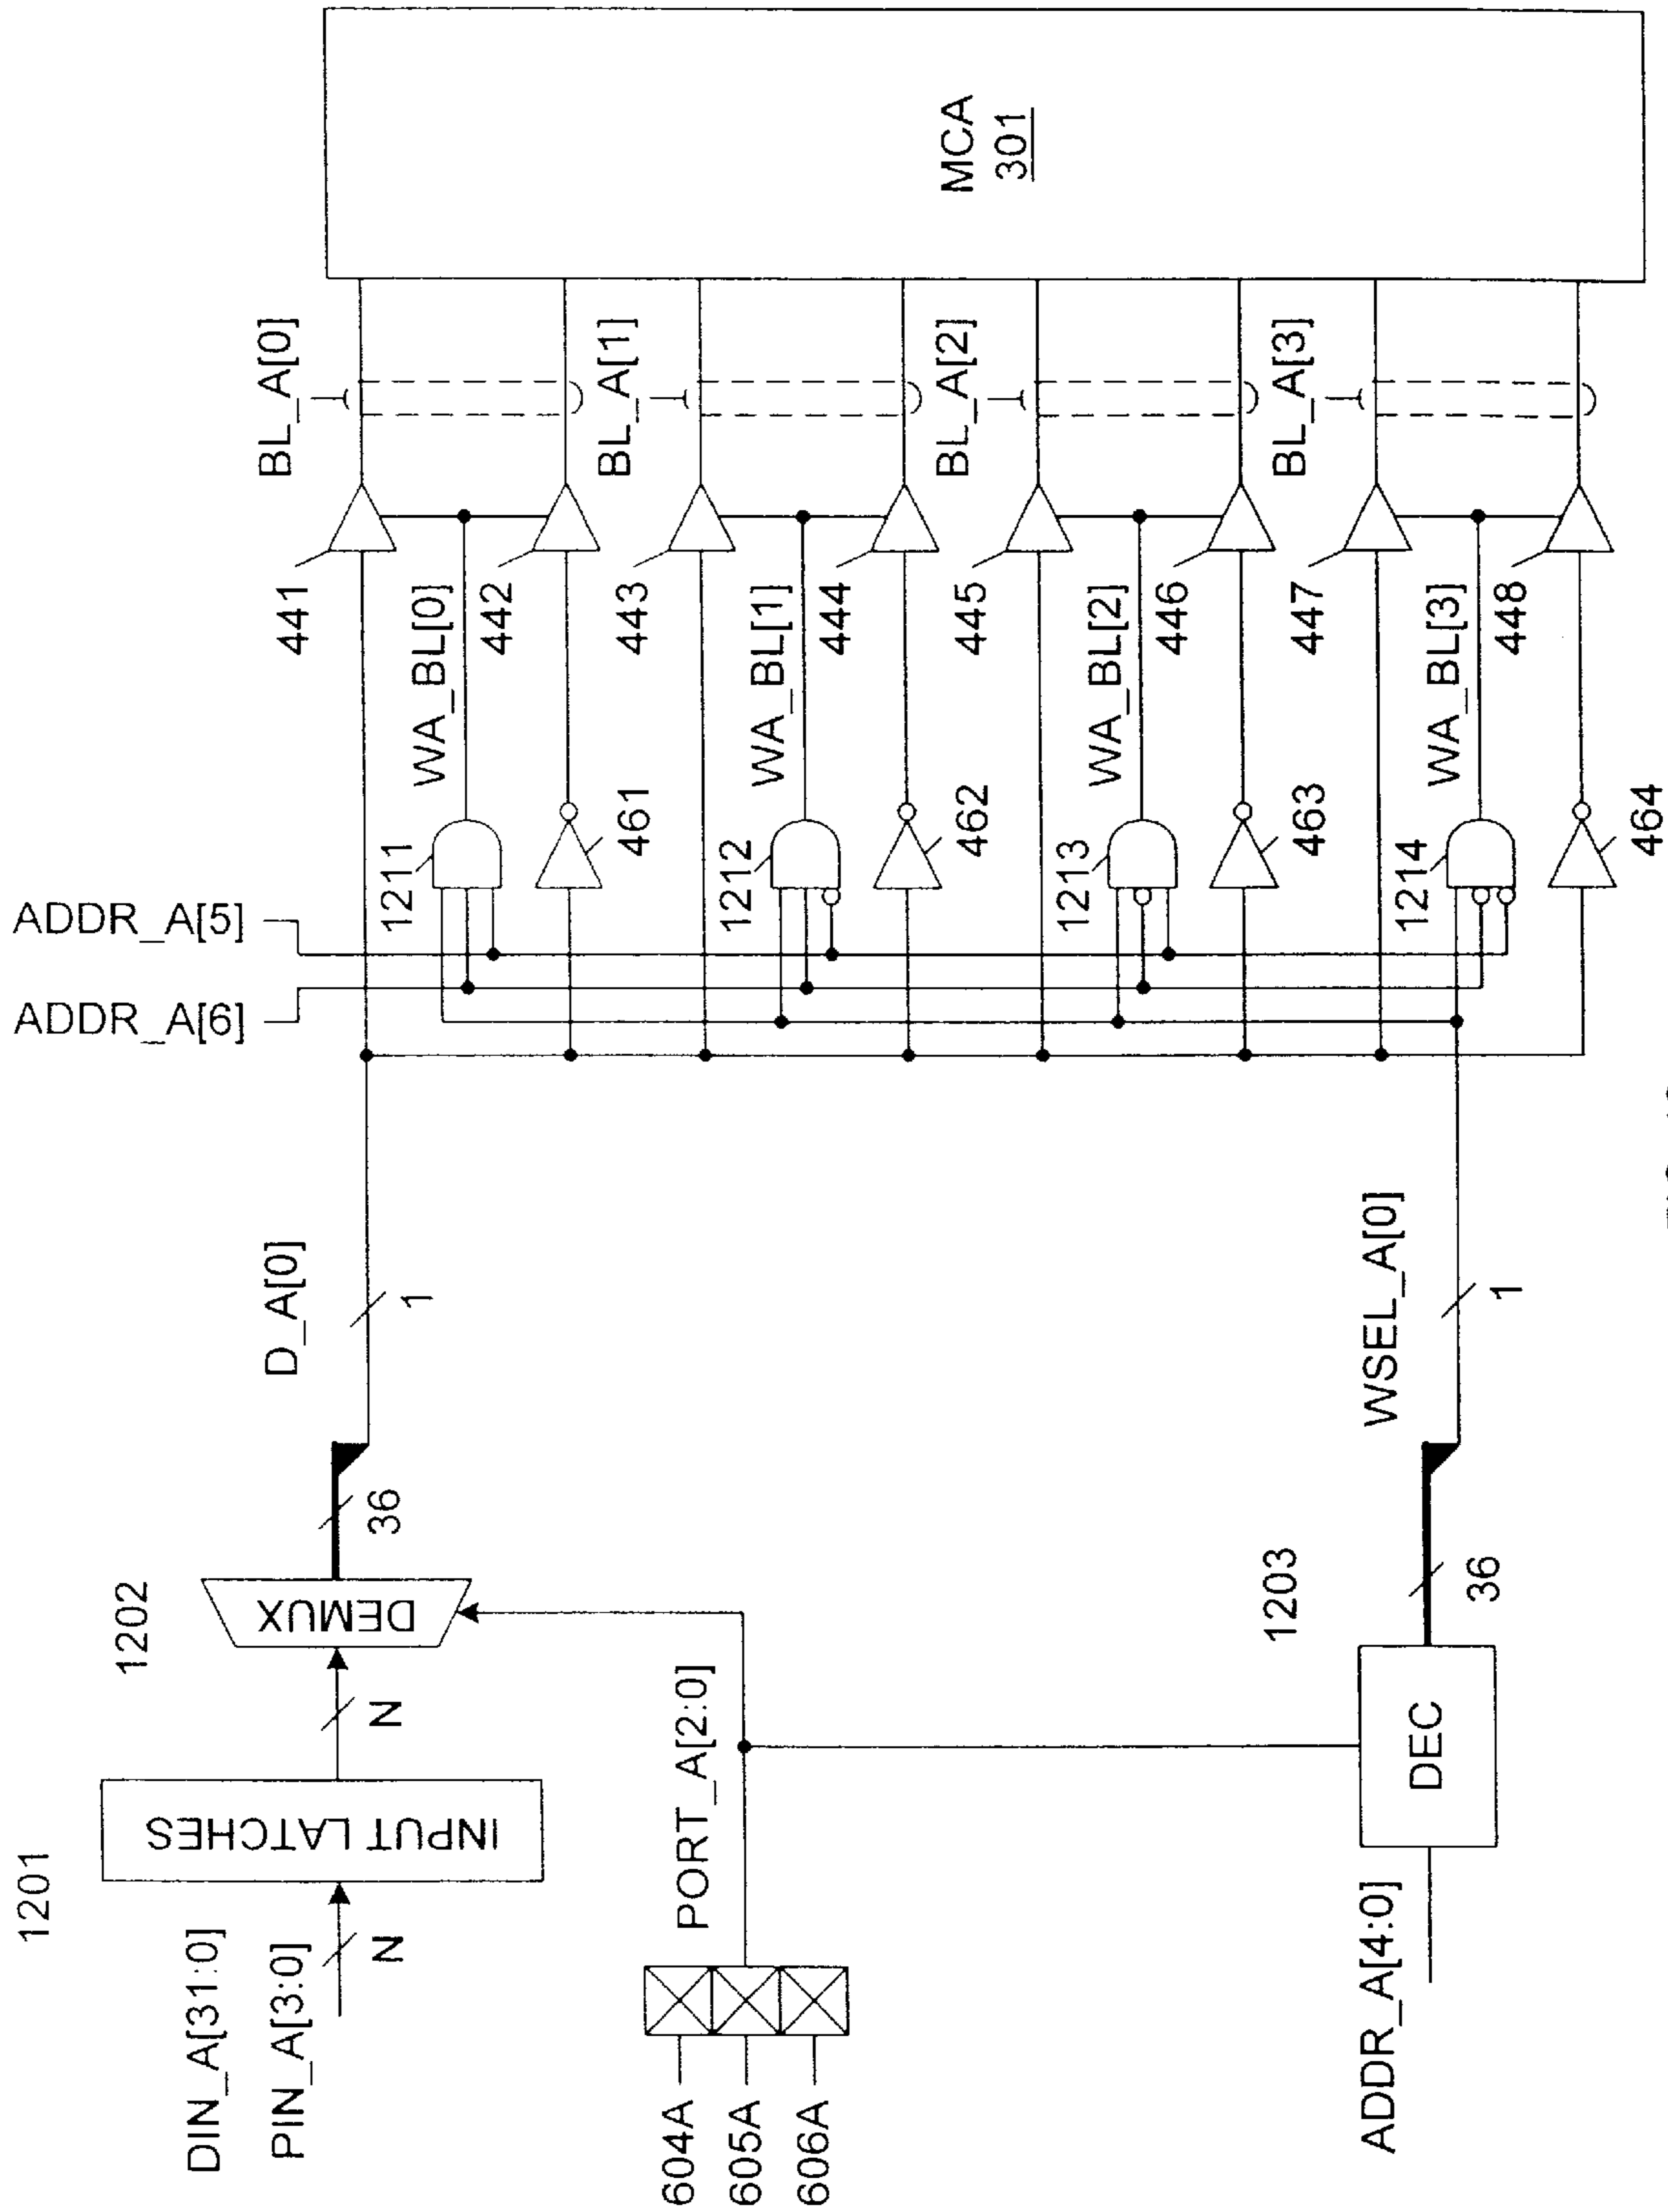 1201
DIN_A[31:0]
PIN_A[3:0]
N
INPUT LATCHES
N
1202
DEMUX
36
D_A[0]
1
604A
605A
606A
PORT_A[2:0]
ADDR_A[4:0]
1203
DEC
36
WSEL_A[0]
1
ADDR_A[5]
ADDR_A[6]
1211
WA_BL[0]
461
441
442
BL_A[0]
1212
WA_BL[1]
462
443
444
BL_A[1]
1213
WA_BL[2]
463
445
446
BL_A[2]
1214
WA_BL[3]
464
447
448
BL_A[3]
MCA
301